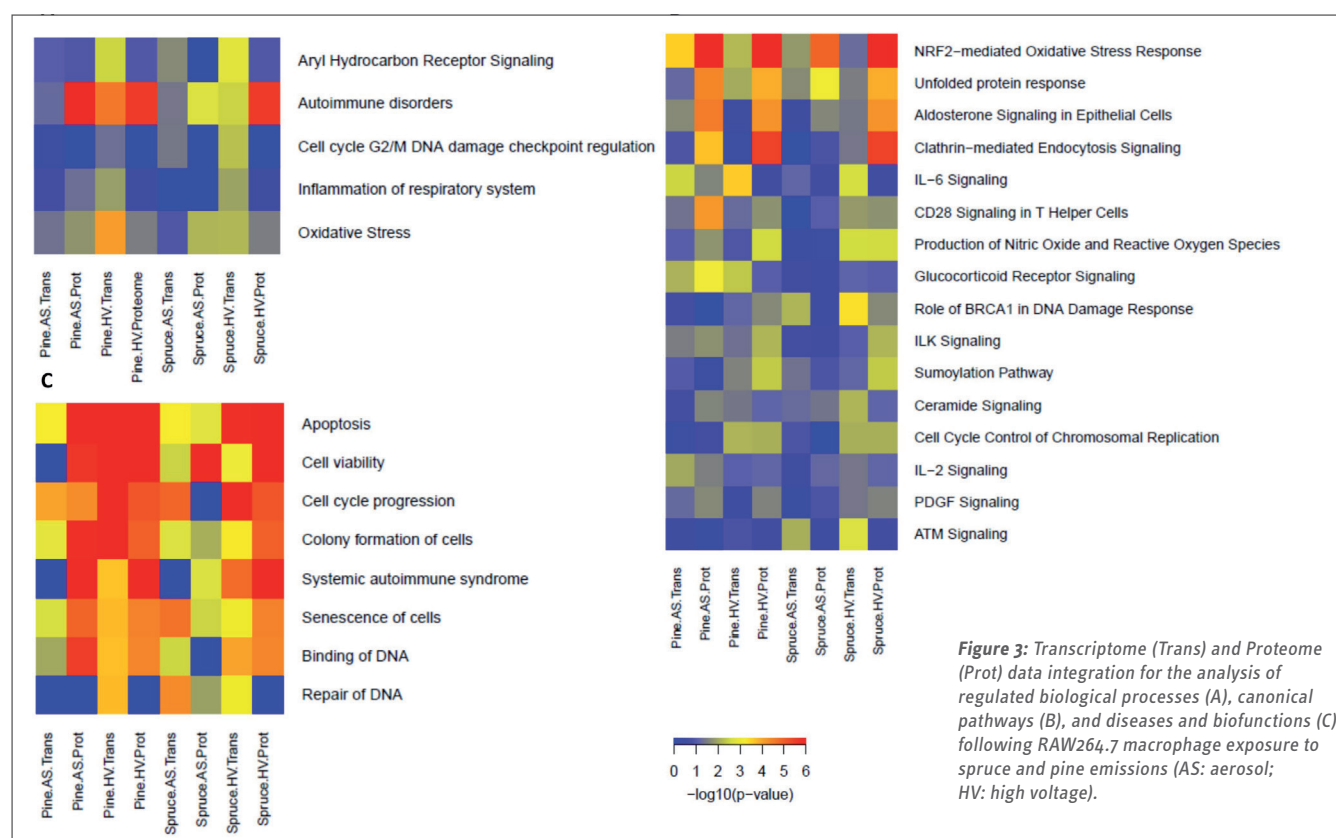 Aryl Hydrocarbon Receptor Signaling
Autoimmune disorders
Cell cycle G2/M DNA damage checkpoint regulation
Inflammation of respiratory system
Oxidative Stress
Pine.AS.Trans
Pine.AS.Prot
Pine.HV.Trans
Pine.HV.Proteome
Spruce.AS.Trans
Spruce.AS.Prot
Spruce.HV.Trans
Spruce.HV.Prot
C
Apoptosis
Cell viability
Cell cycle progression
Colony formation of cells
Systemic autoimmune syndrome
Senescence of cells
Binding of DNA
Repair of DNA
Pine.AS.Trans
Pine.AS.Prot
Pine.HV.Trans
Pine.HV.Prot
Spruce.AS.Trans
Spruce.AS.Prot
Spruce.HV.Trans
Spruce.HV.Prot
NRF2−mediated Oxidative Stress Response
Unfolded protein response
Aldosterone Signaling in Epithelial Cells
Clathrin−mediated Endocytosis Signaling
IL−6 Signaling
CD28 Signaling in T Helper Cells
Production of Nitric Oxide and Reactive Oxygen Species
Glucocorticoid Receptor Signaling
Role of BRCA1 in DNA Damage Response
ILK Signaling
Sumoylation Pathway
Ceramide Signaling
Cell Cycle Control of Chromosomal Replication
IL−2 Signaling
PDGF Signaling
ATM Signaling
Pine.AS.Trans
Pine.AS.Prot
Pine.HV.Trans
Pine.HV.Prot
Spruce.AS.Trans
Spruce.AS.Prot
Spruce.HV.Trans
Spruce.HV.Prot
0 1 2 3 4 5 6
−log10(p−value)
Figure 3: Transcriptome (Trans) and Proteome
(Prot) data integration for the analysis of
regulated biological processes (A), canonical
pathways (B), and diseases and biofunctions (C)
following RAW264.7 macrophage exposure to
spruce and pine emissions (AS: aerosol;
HV: high voltage).